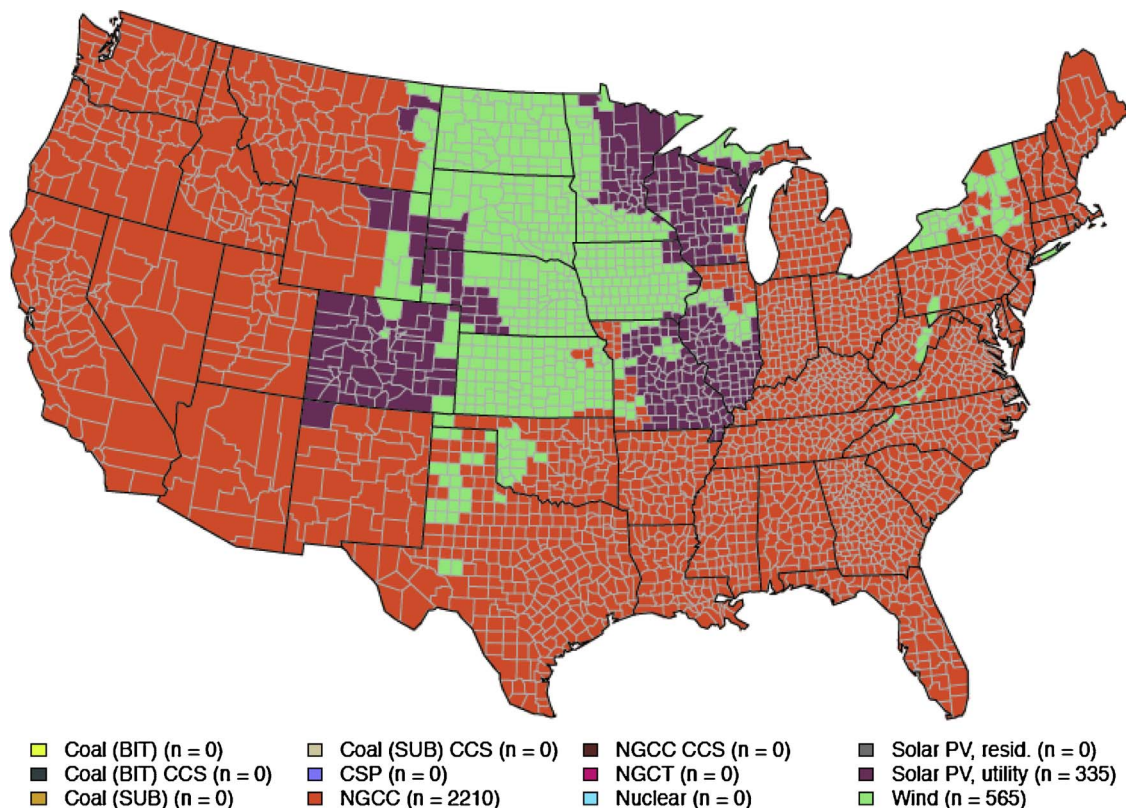 Coal (BIT) (n = 0)
Coal (BIT) CCS (n = 0)
Coal (SUB) (n = 0)
Coal (SUB) CCS (n = 0)
CSP (n = 0)
NGCC (n = 2210)
NGCC CCS (n = 0)
NGCT (n = 0)
Nuclear (n = 0)
Solar PV, resid. (n = 0)
Solar PV, utility (n = 335)
Wind (n = 565)